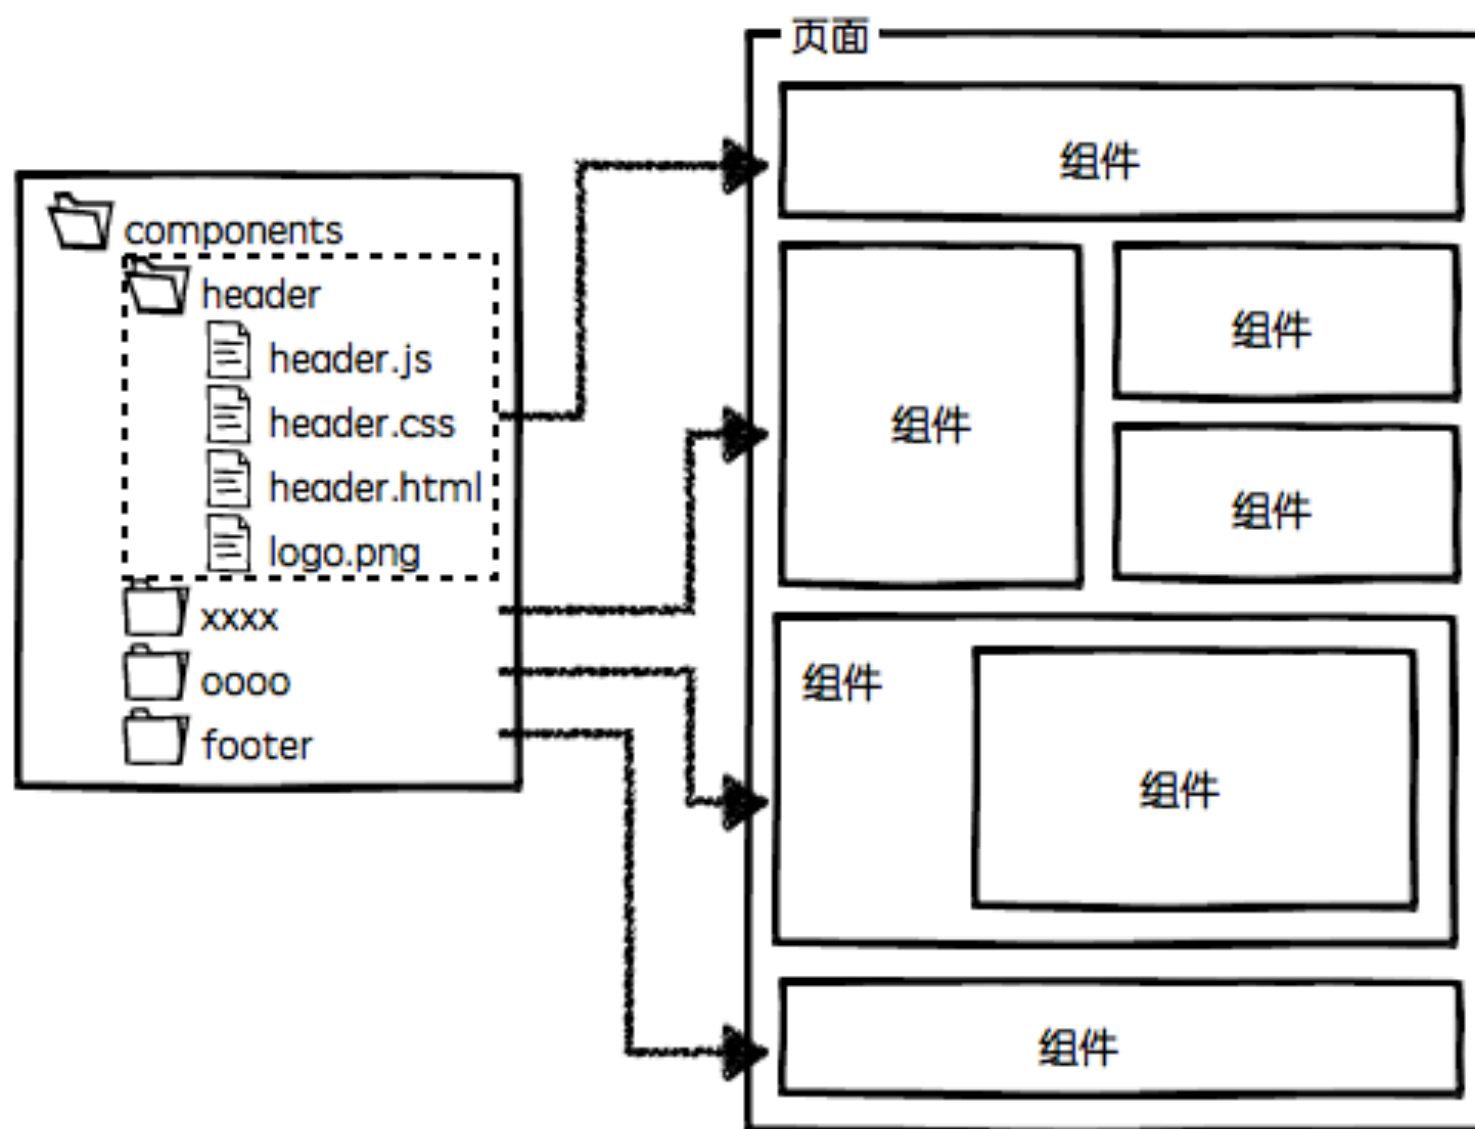 components
header
header.js
header.css
header.html
logo.png
xxxx
oooo
footer
页面
组件
组件
组件
组件
组件
组件
组件